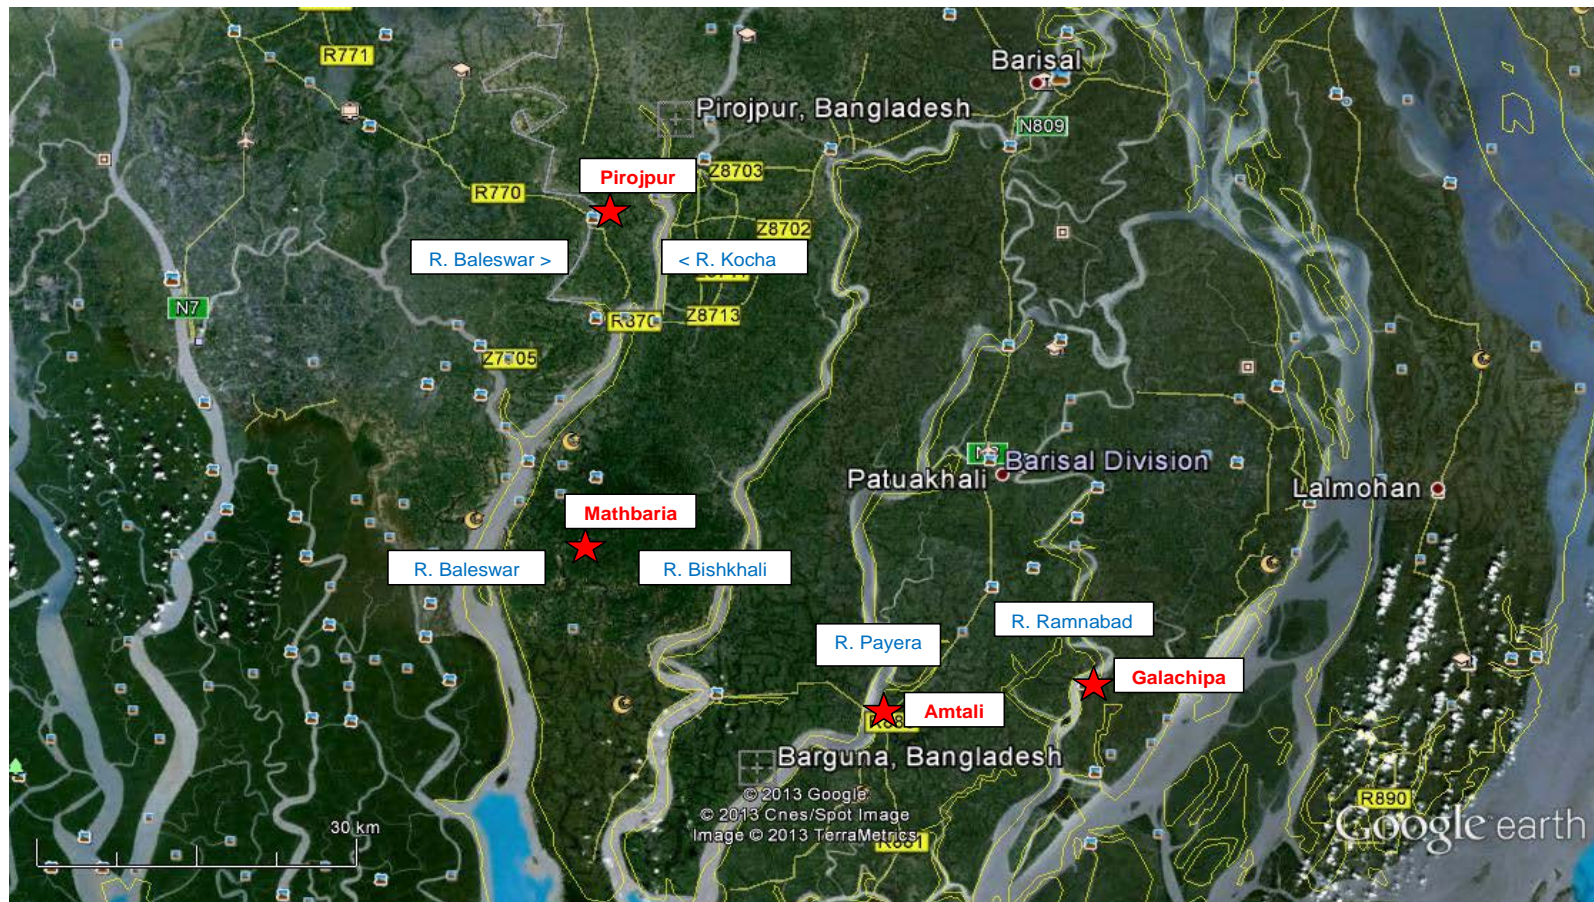 R771
Barisal
Pirojpur, Bangladesh
N809
Pirojpur
Z8703
R770
Z8702
R. Baleswar >
< R. Kocha
N7
R870
Z8713
Z7705
Patuakhali
Barisal Division
Lalmohan
Mathbaria
R. Baleswar
R. Bishkhali
R. Ramnabad
R. Payera
Galachipa
Amtali
Barguna, Bangladesh
© 2013 Google
© 2013 Cnes/Spot Image
Image © 2013 TerraMetrics
30 km
R890
Google earth
R881